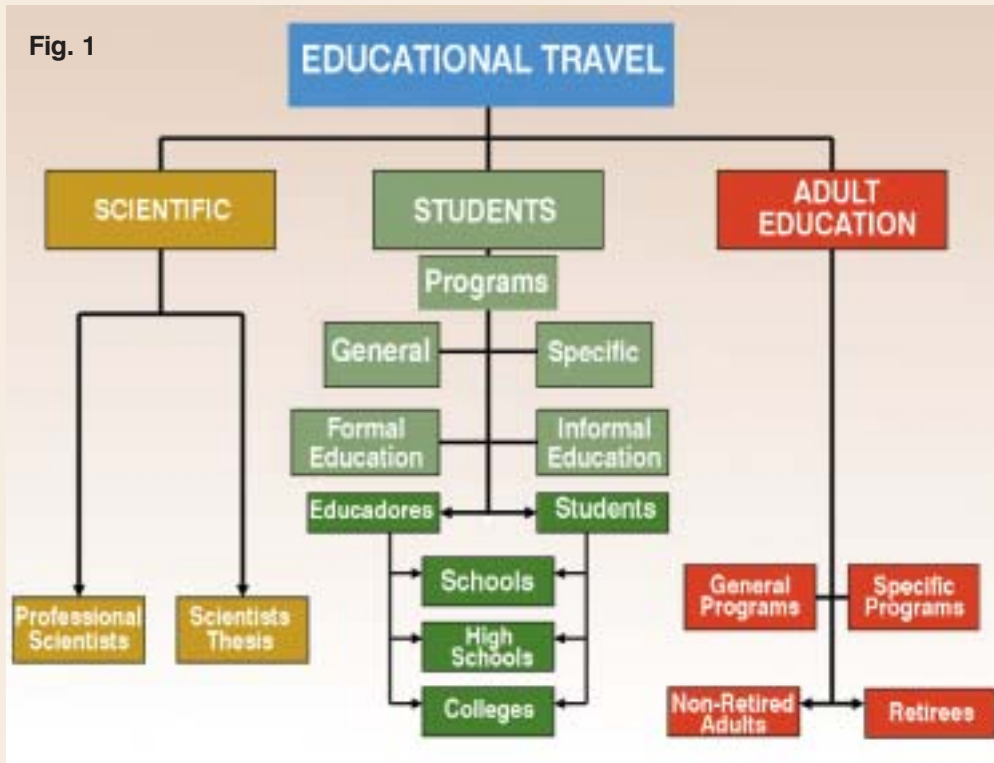 Fig. 1
EDUCATIONAL TRAVEL
SCIENTIFIC
STUDENTS
ADULT
EDUCATION
Programs
General
Specific
Formal
Education
Informal
Education
Educadores
Students
Schools
High
Schools
Colleges
Professional
Scientists
Scientists
Thesis
General
Programs
Specific
Programs
Non-Retired
Adults
Retirees